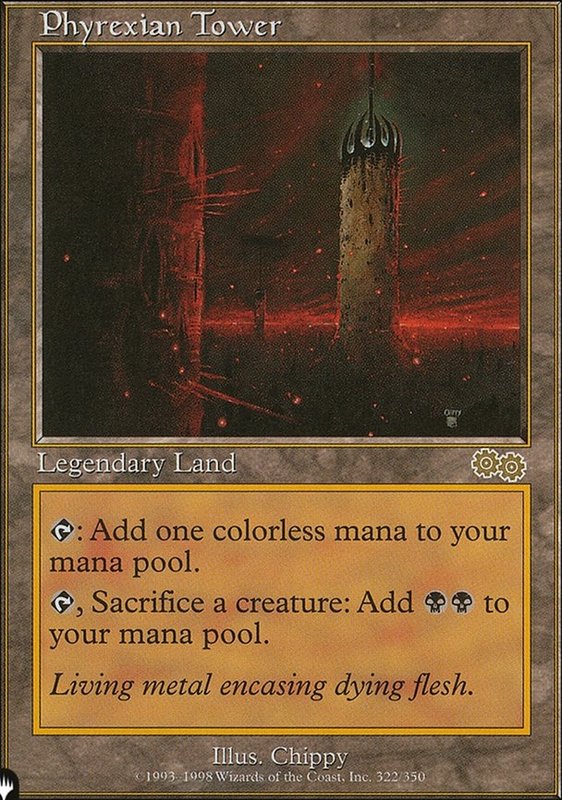 Phyrexian Tower
Chippy
Legendary Land
: Add one colorless mana to your
mana pool.
, Sacrifice a creature: Add to
your mana pool.
Living metal encasing dying flesh.
Illus. Chippy
©1993–1998 Wizards of the Coast, Inc. 322/350